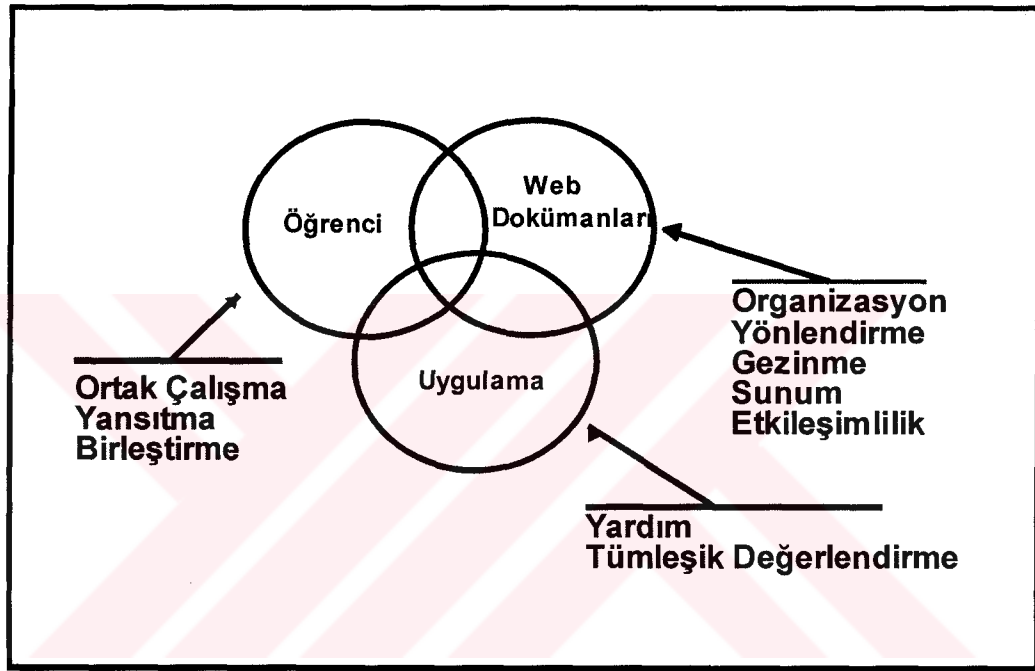 Öğrenci
Web
Dokümanları
Uygulama
Ortak Çalışma
Yansıtma
Birleştirme
Organizasyon
Yönlendirme
Gezinme
Sunum
Etkileşimlilik
Yardım
Tümleşik Değerlendirme